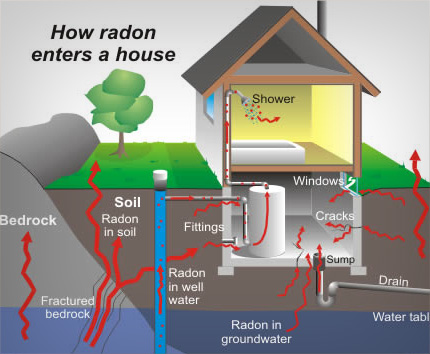 How radon
enters a house
Shower
Windows
Soil
Radon
in soil
Bedrock
Fittings
Cracks
Sump
Radon
in well
water
Drain
Fractured
bedrock
Radon in
groundwater
Water tabl